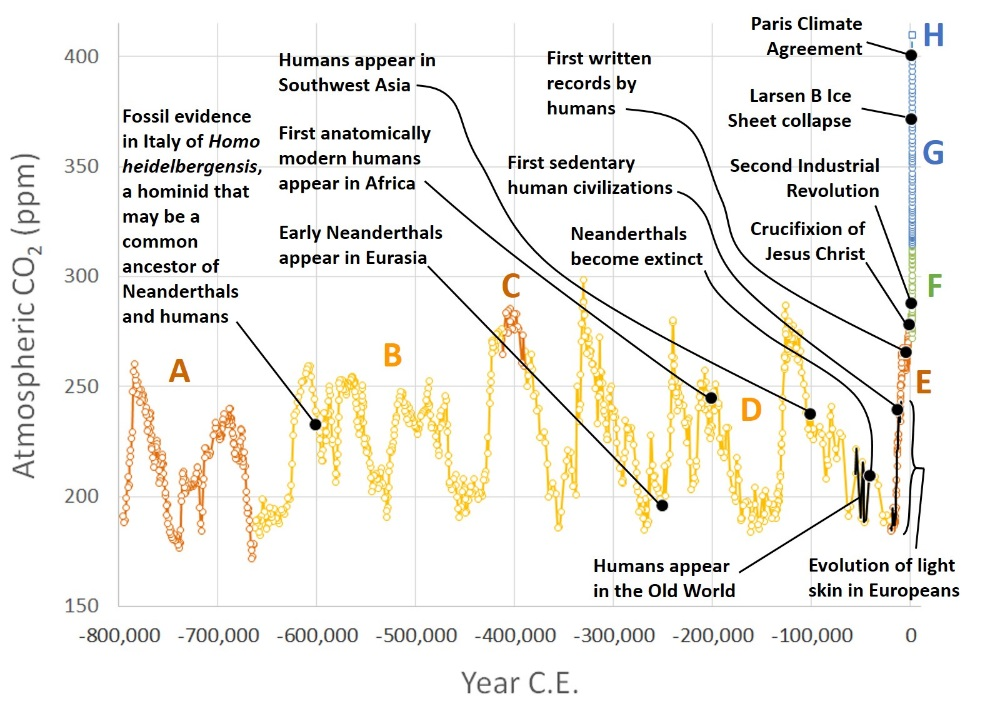 Atmospheric CO2 (ppm)
400
350
300
250
200
150
Fossil evidence
in Italy of Homo
heidelbergensis,
a hominid that
may be a
common
ancestor of
Neanderthals
and humans
Humans appear in
Southwest Asia
First anatomically
modern humans
appear in Africa
Early Neanderthals
appear in Eurasia
First written
records by
humans
First sedentary
human civilizations
Neanderthals
become extinct
Paris Climate
Agreement
Larsen B Ice
Sheet collapse
Second Industrial
Revolution
Crucifixion of
Jesus Christ
Humans appear
in the Old World
Evolution of light
skin in Europeans
A
B
C
D
E
F
G
H
-800,000
-700,000
-600,000
-500,000
-400,000
-300,000
-200,000
-100,000
0
Year C.E.